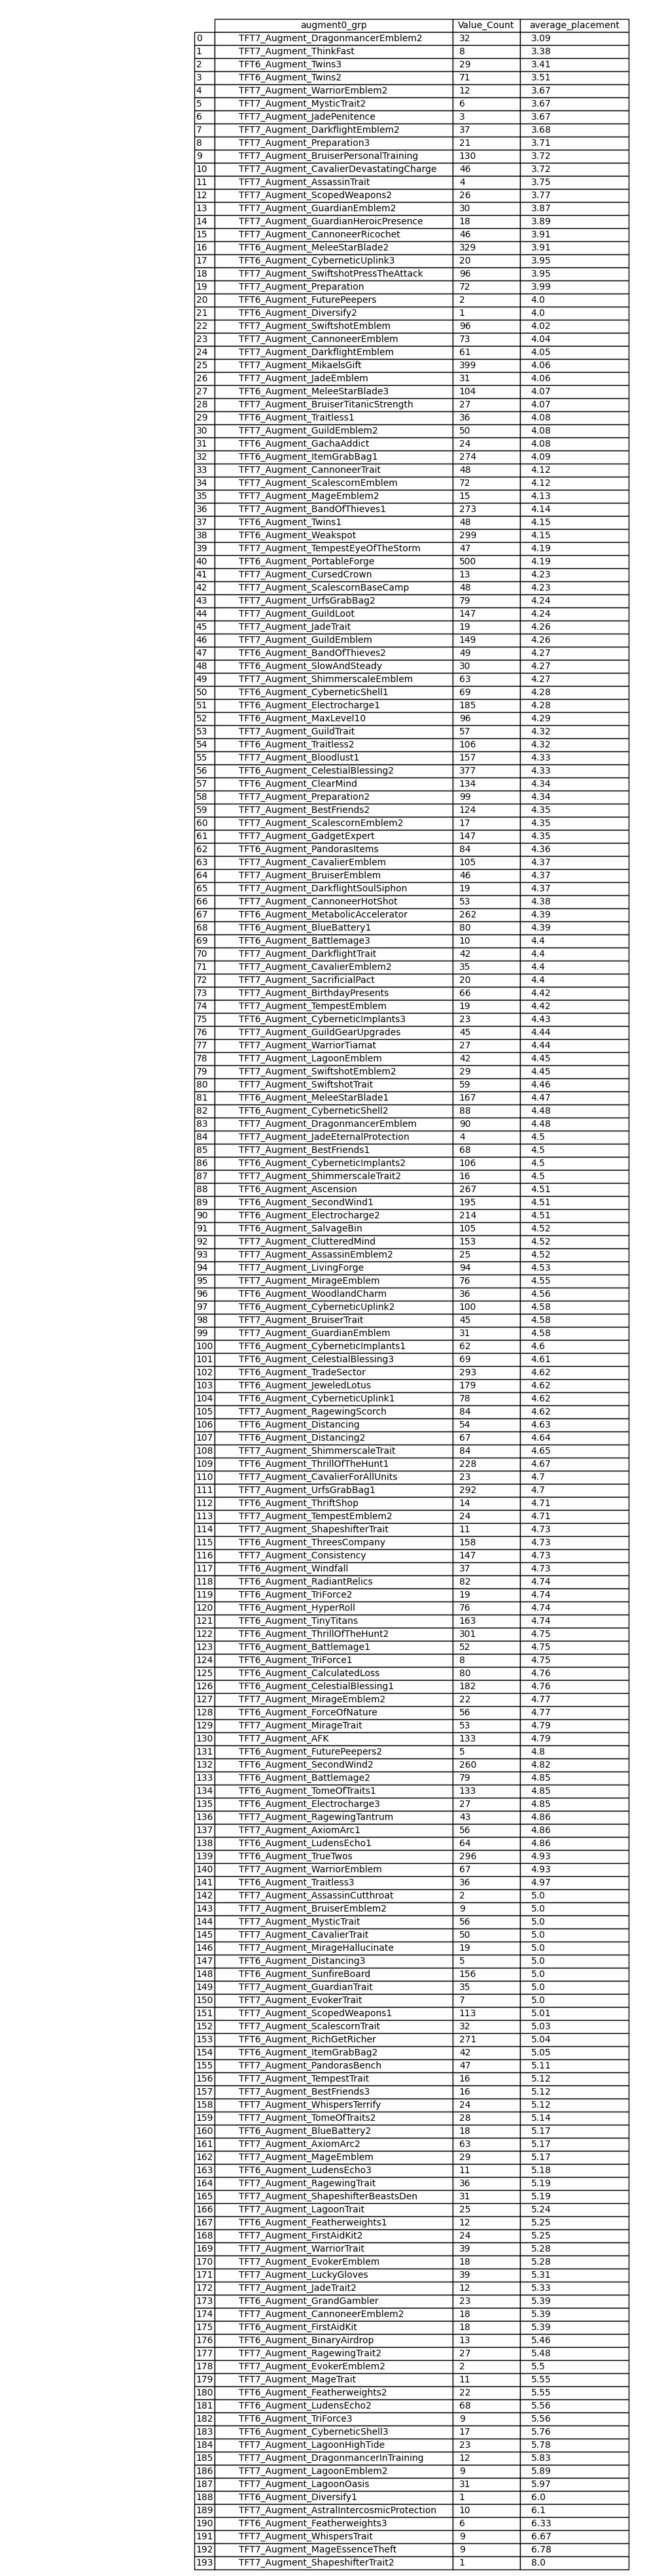 augment0_grp Value_Count average_placement
0 TFT7_Augment_DragonmancerEmblem2 32 3.09
1 TFT7_Augment_ThinkFast 8 3.38
2 TFT6_Augment_Twins3 29 3.41
3 TFT6_Augment_Twins2 71 3.51
4 TFT7_Augment_WarriorEmblem2 12 3.67
5 TFT7_Augment_MysticTrait2 6 3.67
6 TFT7_Augment_JadePenitence 3 3.67
7 TFT7_Augment_DarkflightEmblem2 37 3.68
8 TFT7_Augment_Preparation3 21 3.71
9 TFT7_Augment_BruiserPersonalTraining 130 3.72
10 TFT7_Augment_CavalierDevastatingCharge 46 3.72
11 TFT7_Augment_AssassinTrait 4 3.75
12 TFT7_Augment_ScopedWeapons2 26 3.77
13 TFT7_Augment_GuardianEmblem2 30 3.87
14 TFT7_Augment_GuardianHeroicPresence 18 3.89
15 TFT7_Augment_CannoneerRicochet 46 3.91
16 TFT6_Augment_MeleeStarBlade2 329 3.91
17 TFT6_Augment_CyberneticUplink3 20 3.95
18 TFT7_Augment_SwiftshotPressTheAttack 96 3.95
19 TFT7_Augment_Preparation 72 3.99
20 TFT6_Augment_FuturePeepers 2 4.0
21 TFT6_Augment_Diversify2 1 4.0
22 TFT7_Augment_SwiftshotEmblem 96 4.02
23 TFT7_Augment_CannoneerEmblem 73 4.04
24 TFT7_Augment_DarkflightEmblem 61 4.05
25 TFT7_Augment_MikaelsGift 399 4.06
26 TFT7_Augment_JadeEmblem 31 4.06
27 TFT6_Augment_MeleeStarBlade3 104 4.07
28 TFT7_Augment_BruiserTitanicStrength 27 4.07
29 TFT6_Augment_Traitless1 36 4.08
30 TFT7_Augment_GuildEmblem2 50 4.08
31 TFT6_Augment_GachaAddict 24 4.08
32 TFT6_Augment_ItemGrabBag1 274 4.09
33 TFT7_Augment_CannoneerTrait 48 4.12
34 TFT7_Augment_ScalescornEmblem 72 4.12
35 TFT7_Augment_MageEmblem2 15 4.13
36 TFT7_Augment_BandOfThieves1 273 4.14
37 TFT6_Augment_Twins1 48 4.15
38 TFT6_Augment_Weakspot 299 4.15
39 TFT7_Augment_TempestEyeOfTheStorm 47 4.19
40 TFT6_Augment_PortableForge 500 4.19
41 TFT7_Augment_CursedCrown 13 4.23
42 TFT7_Augment_ScalescornBaseCamp 48 4.23
43 TFT7_Augment_UrfsGrabBag2 79 4.24
44 TFT7_Augment_GuildLoot 147 4.24
45 TFT7_Augment_JadeTrait 19 4.26
46 TFT7_Augment_GuildEmblem 149 4.26
47 TFT6_Augment_BandOfThieves2 49 4.27
48 TFT6_Augment_SlowAndSteady 30 4.27
49 TFT7_Augment_ShimmerscaleEmblem 63 4.27
50 TFT6_Augment_CyberneticShell1 69 4.28
51 TFT6_Augment_Electrocharge1 185 4.28
52 TFT6_Augment_MaxLevel10 96 4.29
53 TFT7_Augment_GuildTrait 57 4.32
54 TFT6_Augment_Traitless2 106 4.32
55 TFT7_Augment_Bloodlust1 157 4.33
56 TFT6_Augment_CelestialBlessing2 377 4.33
57 TFT6_Augment_ClearMind 134 4.34
58 TFT7_Augment_Preparation2 99 4.34
59 TFT7_Augment_BestFriends2 124 4.35
60 TFT7_Augment_ScalescornEmblem2 17 4.35
61 TFT7_Augment_GadgetExpert 147 4.35
62 TFT6_Augment_PandorasItems 84 4.36
63 TFT7_Augment_CavalierEmblem 105 4.37
64 TFT7_Augment_BruiserEmblem 46 4.37
65 TFT7_Augment_DarkflightSoulSiphon 19 4.37
66 TFT7_Augment_CannoneerHotShot 53 4.38
67 TFT6_Augment_MetabolicAccelerator 262 4.39
68 TFT6_Augment_BlueBattery1 80 4.39
69 TFT6_Augment_Battlemage3 10 4.4
70 TFT7_Augment_DarkflightTrait 42 4.4
71 TFT7_Augment_CavalierEmblem2 35 4.4
72 TFT7_Augment_SacrificialPact 20 4.4
73 TFT7_Augment_BirthdayPresents 66 4.42
74 TFT7_Augment_TempestEmblem 19 4.42
75 TFT6_Augment_CyberneticImplants3 23 4.43
76 TFT7_Augment_GuildGearUpgrades 45 4.44
77 TFT7_Augment_WarriorTiamat 27 4.44
78 TFT7_Augment_LagoonEmblem 42 4.45
79 TFT7_Augment_SwiftshotEmblem2 29 4.45
80 TFT7_Augment_SwiftshotTrait 59 4.46
81 TFT6_Augment_MeleeStarBlade1 167 4.47
82 TFT6_Augment_CyberneticShell2 88 4.48
83 TFT7_Augment_DragonmancerEmblem 90 4.48
84 TFT7_Augment_JadeEternalProtection 4 4.5
85 TFT7_Augment_BestFriends1 68 4.5
86 TFT6_Augment_CyberneticImplants2 106 4.5
87 TFT7_Augment_ShimmerscaleTrait2 16 4.5
88 TFT6_Augment_Ascension 267 4.51
89 TFT6_Augment_SecondWind1 195 4.51
90 TFT6_Augment_Electrocharge2 214 4.51
91 TFT6_Augment_SalvageBin 105 4.52
92 TFT7_Augment_ClutteredMind 153 4.52
93 TFT7_Augment_AssassinEmblem2 25 4.52
94 TFT7_Augment_LivingForge 94 4.53
95 TFT7_Augment_MirageEmblem 76 4.55
96 TFT6_Augment_WoodlandCharm 36 4.56
97 TFT6_Augment_CyberneticUplink2 100 4.58
98 TFT7_Augment_BruiserTrait 45 4.58
99 TFT7_Augment_GuardianEmblem 31 4.58
100 TFT6_Augment_CyberneticImplants1 62 4.6
101 TFT6_Augment_CelestialBlessing3 69 4.61
102 TFT6_Augment_TradeSector 293 4.62
103 TFT6_Augment_JeweledLotus 179 4.62
104 TFT6_Augment_CyberneticUplink1 78 4.62
105 TFT7_Augment_RagewingScorch 84 4.62
106 TFT6_Augment_Distancing 54 4.63
107 TFT6_Augment_Distancing2 67 4.64
108 TFT7_Augment_ShimmerscaleTrait 84 4.65
109 TFT6_Augment_ThrillOfTheHunt1 228 4.67
110 TFT7_Augment_CavalierForAllUnits 23 4.7
111 TFT7_Augment_UrfsGrabBag1 292 4.7
112 TFT6_Augment_ThriftShop 14 4.71
113 TFT7_Augment_TempestEmblem2 24 4.71
114 TFT7_Augment_ShapeshifterTrait 11 4.73
115 TFT6_Augment_ThreesCompany 158 4.73
116 TFT7_Augment_Consistency 147 4.73
117 TFT6_Augment_Windfall 37 4.73
118 TFT6_Augment_RadiantRelics 82 4.74
119 TFT6_Augment_TriForce2 19 4.74
120 TFT6_Augment_HyperRoll 76 4.74
121 TFT6_Augment_TinyTitans 163 4.74
122 TFT6_Augment_ThrillOfTheHunt2 301 4.75
123 TFT6_Augment_Battlemage1 52 4.75
124 TFT6_Augment_TriForce1 8 4.75
125 TFT6_Augment_CalculatedLoss 80 4.76
126 TFT6_Augment_CelestialBlessing1 182 4.76
127 TFT7_Augment_MirageEmblem2 22 4.77
128 TFT6_Augment_ForceOfNature 56 4.77
129 TFT7_Augment_MirageTrait 53 4.79
130 TFT7_Augment_AFK 133 4.79
131 TFT6_Augment_FuturePeepers2 5 4.8
132 TFT6_Augment_SecondWind2 260 4.82
133 TFT6_Augment_Battlemage2 79 4.85
134 TFT6_Augment_TomeOfTraits1 133 4.85
135 TFT6_Augment_Electrocharge3 27 4.85
136 TFT7_Augment_RagewingTantrum 43 4.86
137 TFT7_Augment_AxiomArc1 56 4.86
138 TFT6_Augment_LudensEcho1 64 4.86
139 TFT6_Augment_TrueTwos 296 4.93
140 TFT7_Augment_WarriorEmblem 67 4.93
141 TFT6_Augment_Traitless3 36 4.97
142 TFT7_Augment_AssassinCutthroat 2 5.0
143 TFT7_Augment_BruiserEmblem2 9 5.0
144 TFT7_Augment_MysticTrait 56 5.0
145 TFT7_Augment_CavalierTrait 50 5.0
146 TFT7_Augment_MirageHallucinate 19 5.0
147 TFT6_Augment_Distancing3 5 5.0
148 TFT6_Augment_SunfireBoard 156 5.0
149 TFT7_Augment_GuardianTrait 35 5.0
150 TFT7_Augment_EvokerTrait 7 5.0
151 TFT7_Augment_ScopedWeapons1 113 5.01
152 TFT7_Augment_ScalescornTrait 32 5.03
153 TFT6_Augment_RichGetRicher 271 5.04
154 TFT6_Augment_ItemGrabBag2 42 5.05
155 TFT7_Augment_PandorasBench 47 5.11
156 TFT7_Augment_TempestTrait 16 5.12
157 TFT7_Augment_BestFriends3 16 5.12
158 TFT7_Augment_WhispersTerrify 24 5.12
159 TFT7_Augment_TomeOfTraits2 28 5.14
160 TFT6_Augment_BlueBattery2 18 5.17
161 TFT7_Augment_AxiomArc2 63 5.17
162 TFT7_Augment_MageEmblem 29 5.17
163 TFT6_Augment_LudensEcho3 11 5.18
164 TFT7_Augment_RagewingTrait 36 5.19
165 TFT7_Augment_ShapeshifterBeastsDen 31 5.19
166 TFT7_Augment_LagoonTrait 25 5.24
167 TFT6_Augment_Featherweights1 12 5.25
168 TFT7_Augment_FirstAidKit2 24 5.25
169 TFT7_Augment_WarriorTrait 39 5.28
170 TFT7_Augment_EvokerEmblem 18 5.28
171 TFT7_Augment_LuckyGloves 39 5.31
172 TFT7_Augment_JadeTrait2 12 5.33
173 TFT6_Augment_GrandGambler 23 5.39
174 TFT7_Augment_CannoneerEmblem2 18 5.39
175 TFT6_Augment_FirstAidKit 18 5.39
176 TFT6_Augment_BinaryAirdrop 13 5.46
177 TFT7_Augment_RagewingTrait2 27 5.48
178 TFT7_Augment_EvokerEmblem2 2 5.5
179 TFT7_Augment_MageTrait 11 5.55
180 TFT6_Augment_Featherweights2 22 5.55
181 TFT6_Augment_LudensEcho2 68 5.56
182 TFT6_Augment_TriForce3 9 5.56
183 TFT6_Augment_CyberneticShell3 17 5.76
184 TFT7_Augment_LagoonHighTide 23 5.78
185 TFT7_Augment_DragonmancerInTraining 12 5.83
186 TFT7_Augment_LagoonEmblem2 9 5.89
187 TFT7_Augment_LagoonOasis 31 5.97
188 TFT6_Augment_Diversify1 1 6.0
189 TFT7_Augment_AstralIntercosmicProtection 10 6.1
190 TFT6_Augment_Featherweights3 6 6.33
191 TFT7_Augment_WhispersTrait 9 6.67
192 TFT7_Augment_MageEssenceTheft 9 6.78
193 TFT7_Augment_ShapeshifterTrait2 1 8.0